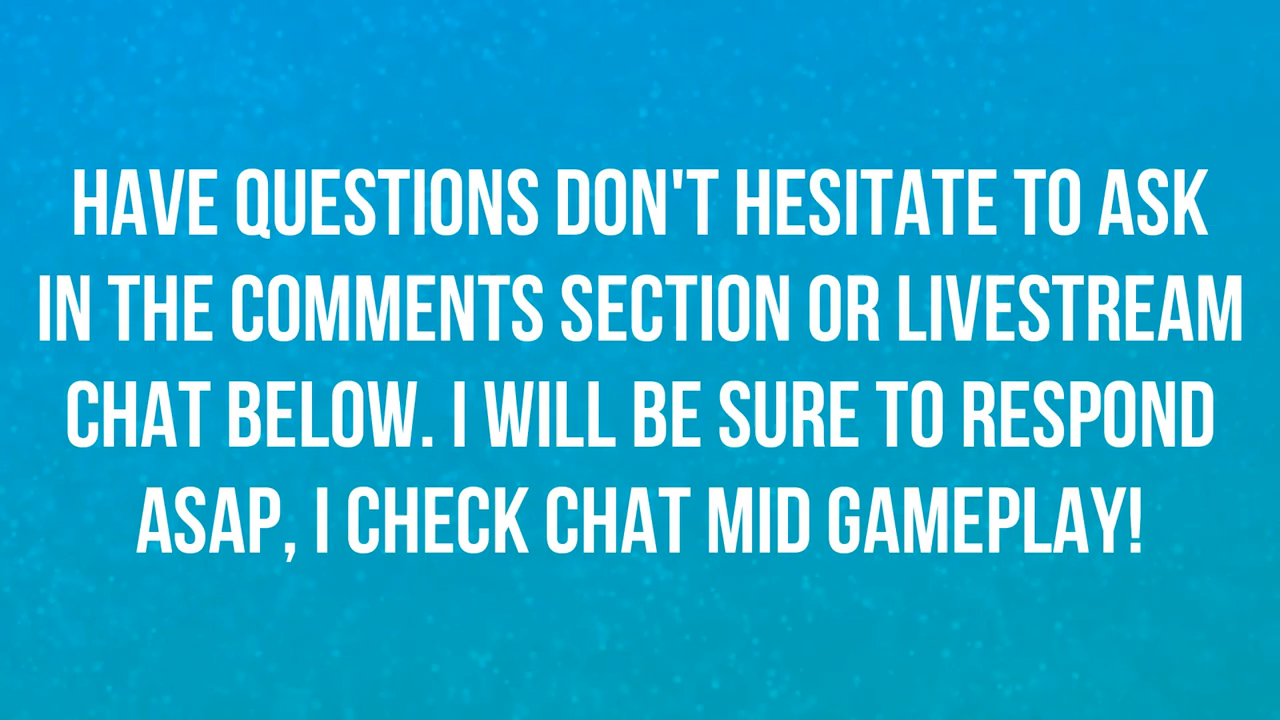 HAVE QUESTIONS DON'T HESITATE TO ASK
IN THE COMMENTS SECTION OR LIVESTREAM
CHAT BELOW. I WILL BE SURE TO RESPOND
ASAP, I CHECK CHAT MID GAMEPLAY!